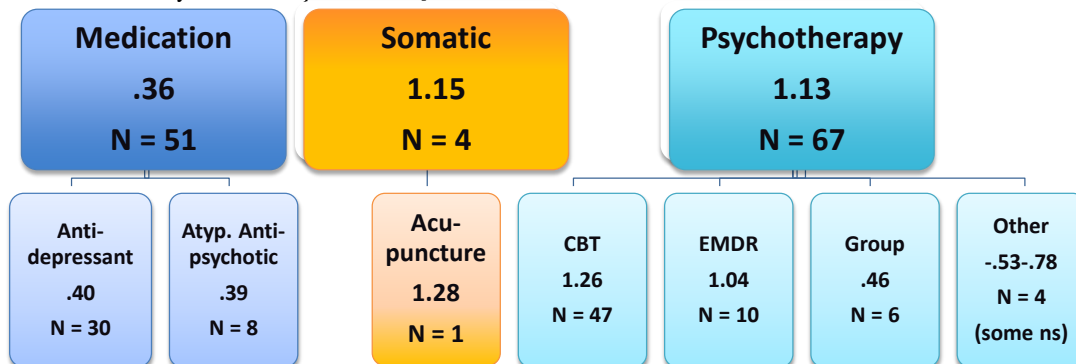 Medication
.36
N = 51
Somatic
1.15
N = 4
Psychotherapy
1.13
N = 67
Anti-
depressant
.40
N = 30
Atyp. Anti-
psychotic
.39
N = 8
Acu-
puncture
1.28
N = 1
CBT
1.26
N = 47
EMDR
1.04
N = 10
Group
.46
N = 6
Other
-.53-.78
N = 4
(some ns)